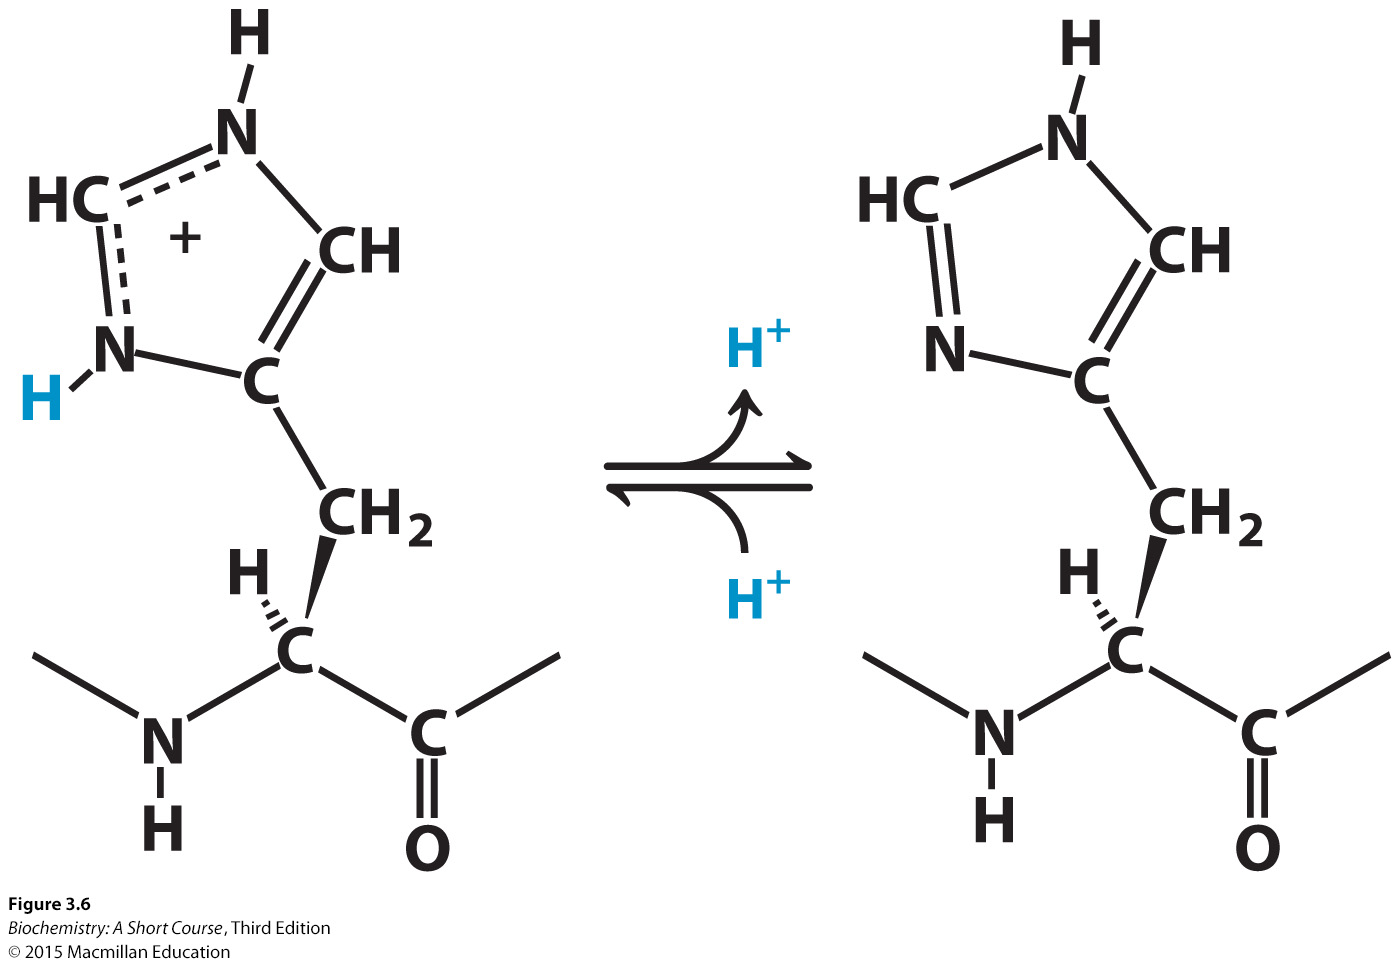 H
N
HC
+
CH
N
H
C
CH2
H
C
N
H
C
O
H+
H+
H
N
HC
CH
N
C
CH2
H
C
N
H
C
O
Figure 3.6
Biochemistry: A Short Course, Third Edition
© 2015 Macmillan Education